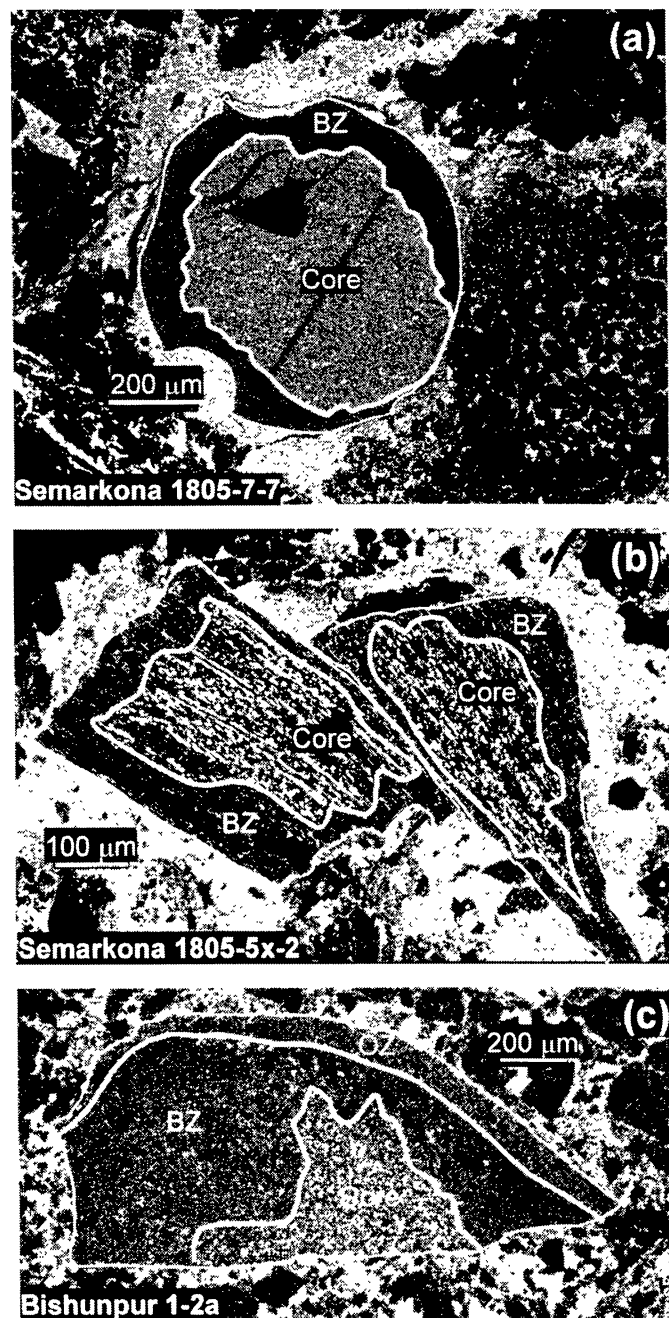 (a)
BZ
Core
200 μm
Semarkona 1805-7-7
(b)
BZ
Core
Core
BZ
100 μm
Semarkona 1805-5x-2
(c)
OZ
200 μm
BZ
Core
Bishunpur 1-2a